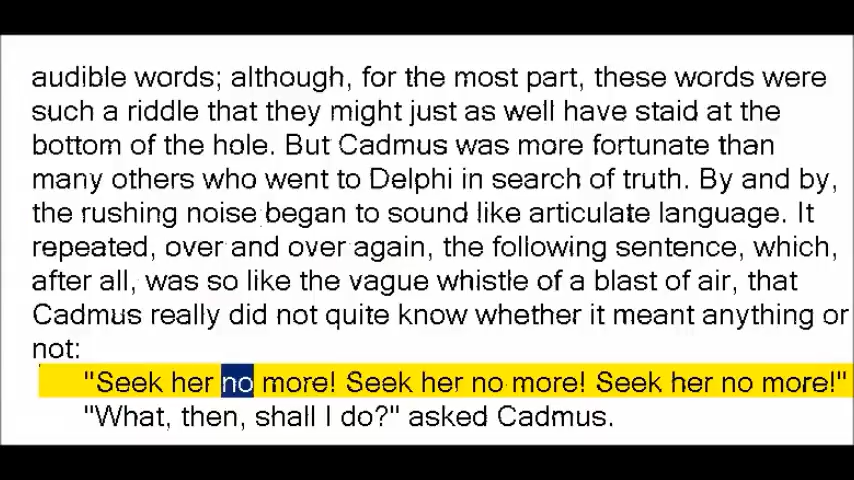 audible words; although, for the most part, these words were
such a riddle that they might just as well have staid at the
bottom of the hole. But Cadmus was more fortunate than
many others who went to Delphi in search of truth. By and by,
the rushing noise began to sound like articulate language. It
repeated, over and over again, the following sentence, which,
after all, was so like the vague whistle of a blast of air, that
Cadmus really did not quite know whether it meant anything or
not:
"Seek her no more! Seek her no more! Seek her no more!"
"What, then, shall I do?" asked Cadmus.